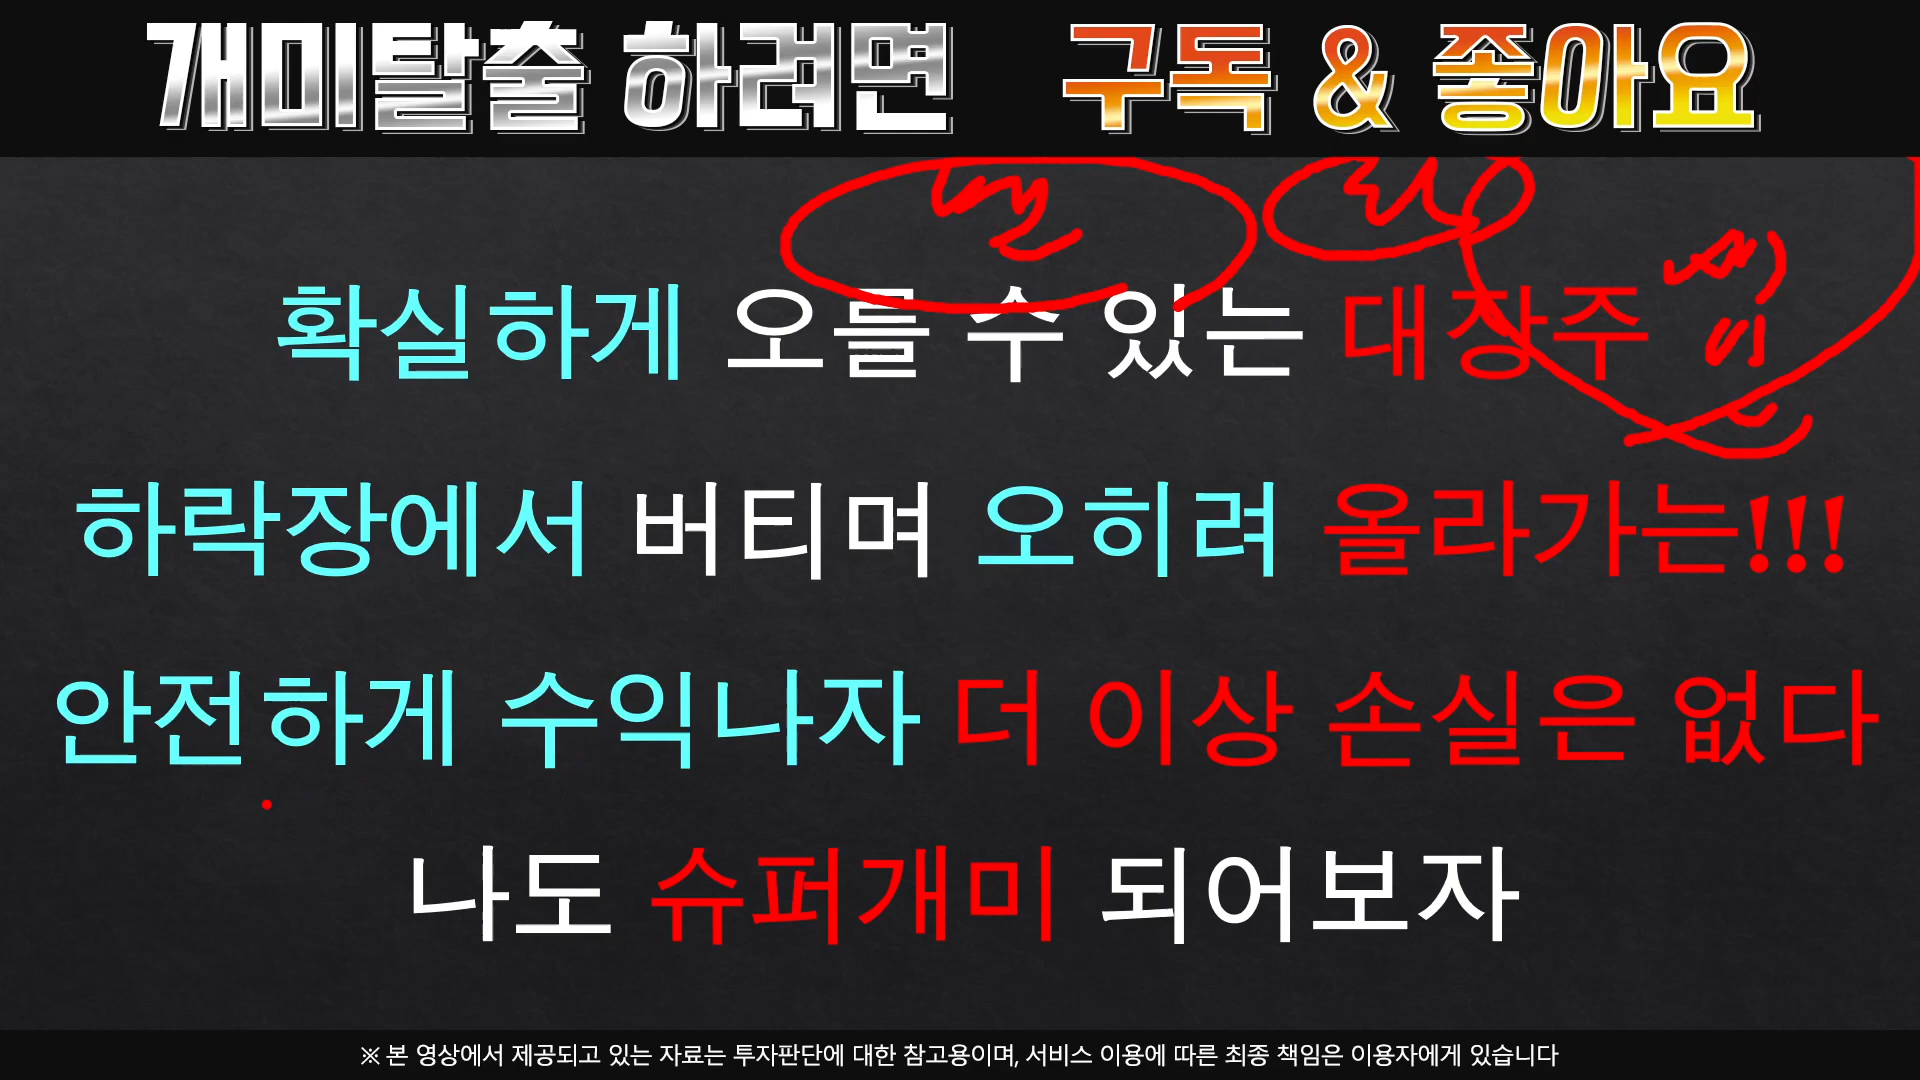 개미탈출 하려면 구독 & 좋아요
확실하게 오를 수 있는 대장주
하락장에서 버티며 오히려 올라가는!!!
안전하게 수익나자 더 이상 손실은 없다
나도 슈퍼개미 되어보자
※ 본 영상에서 제공되고 있는 자료는 투자판단에 대한 참고용이며, 서비스 이용에 따른 최종 책임은 이용자에게 있습니다